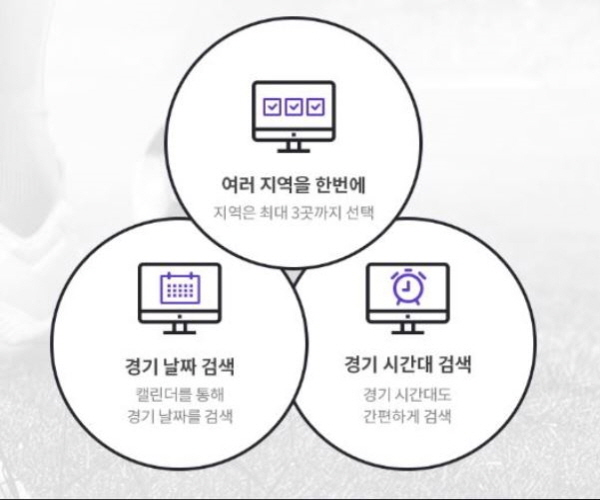 여러 지역을 한번에
지역은 최대 3곳까지 선택
경기 날짜 검색
캘린더를 통해
경기 날짜를 검색
경기 시간대 검색
경기 시간대도
간편하게 검색